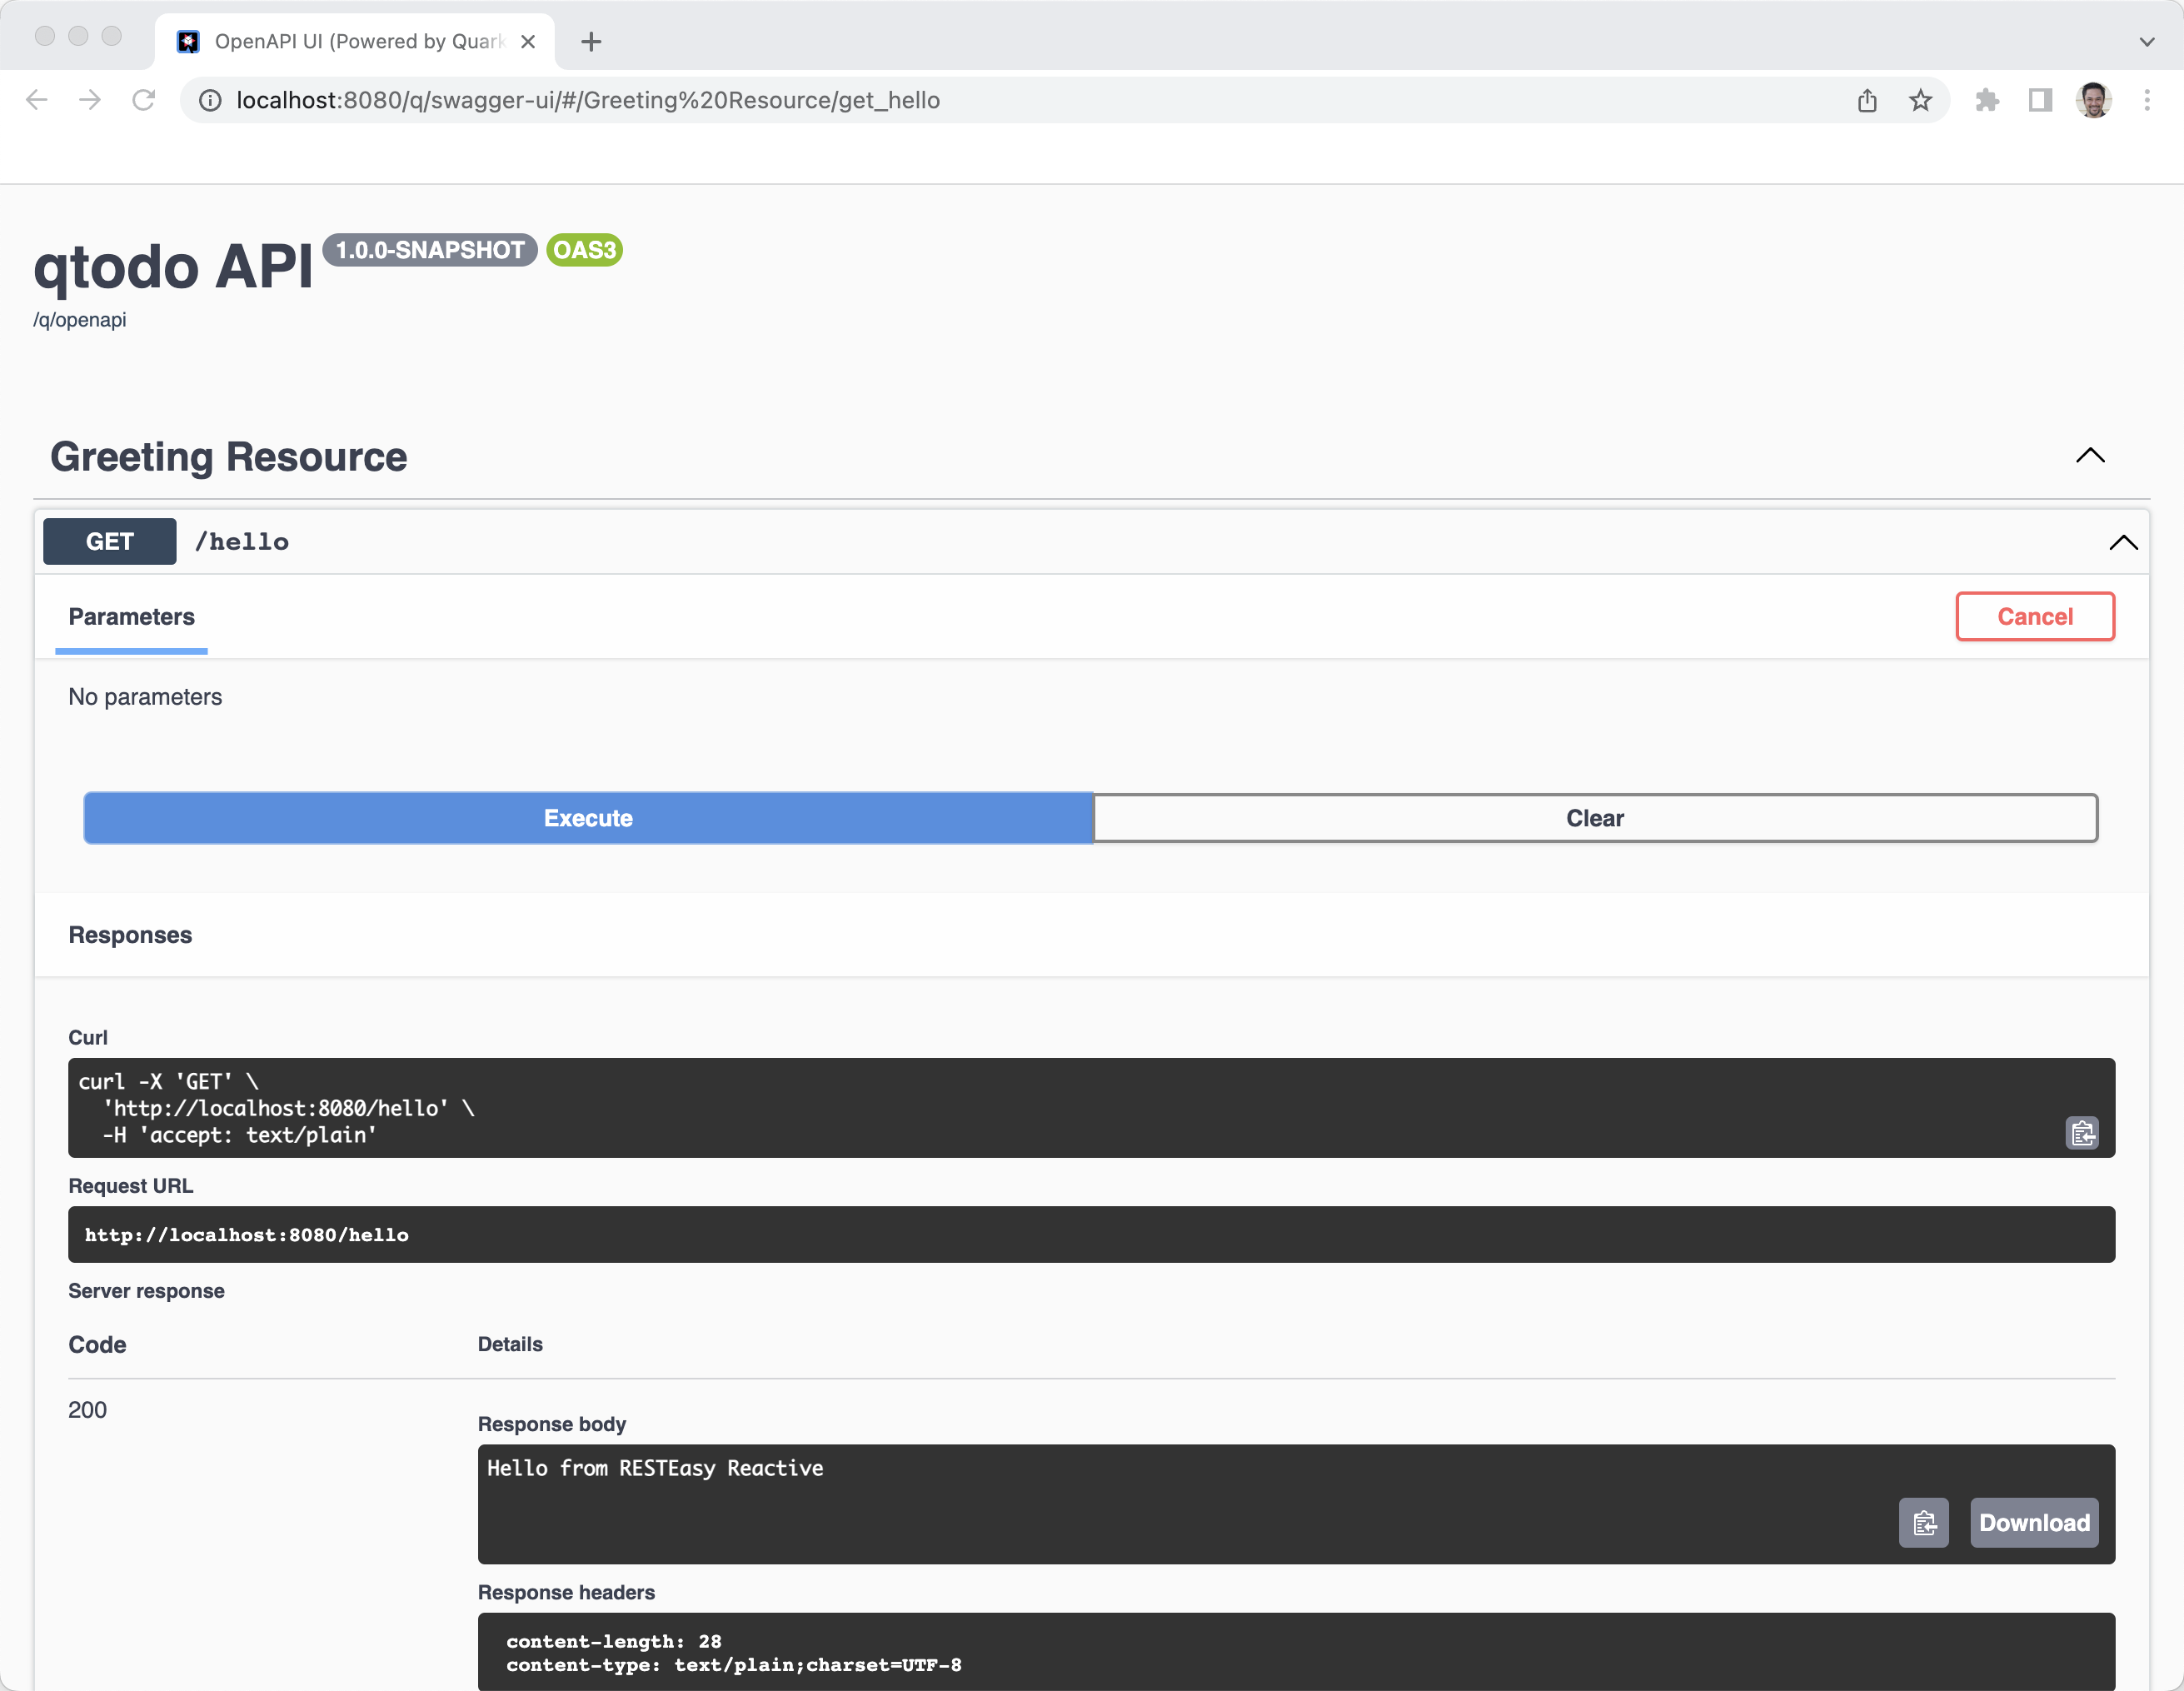 OpenAPI UI (Powered by Quark
localhost:8080/q/swagger-ui/#/Greeting%20Resource/get_hello
qtodo API 1.0.0-SNAPSHOT OAS3
/q/openapi
Greeting Resource
GET /hello
Parameters Cancel
No parameters
Execute Clear
Responses
Curl
curl -X 'GET' \
'http://localhost:8080/hello' \
-H 'accept: text/plain'
Request URL
http://localhost:8080/hello
Server response
Code Details
200
Response body
Hello from RESTEasy Reactive
Download
Response headers
content-length: 28
content-type: text/plain;charset=UTF-8